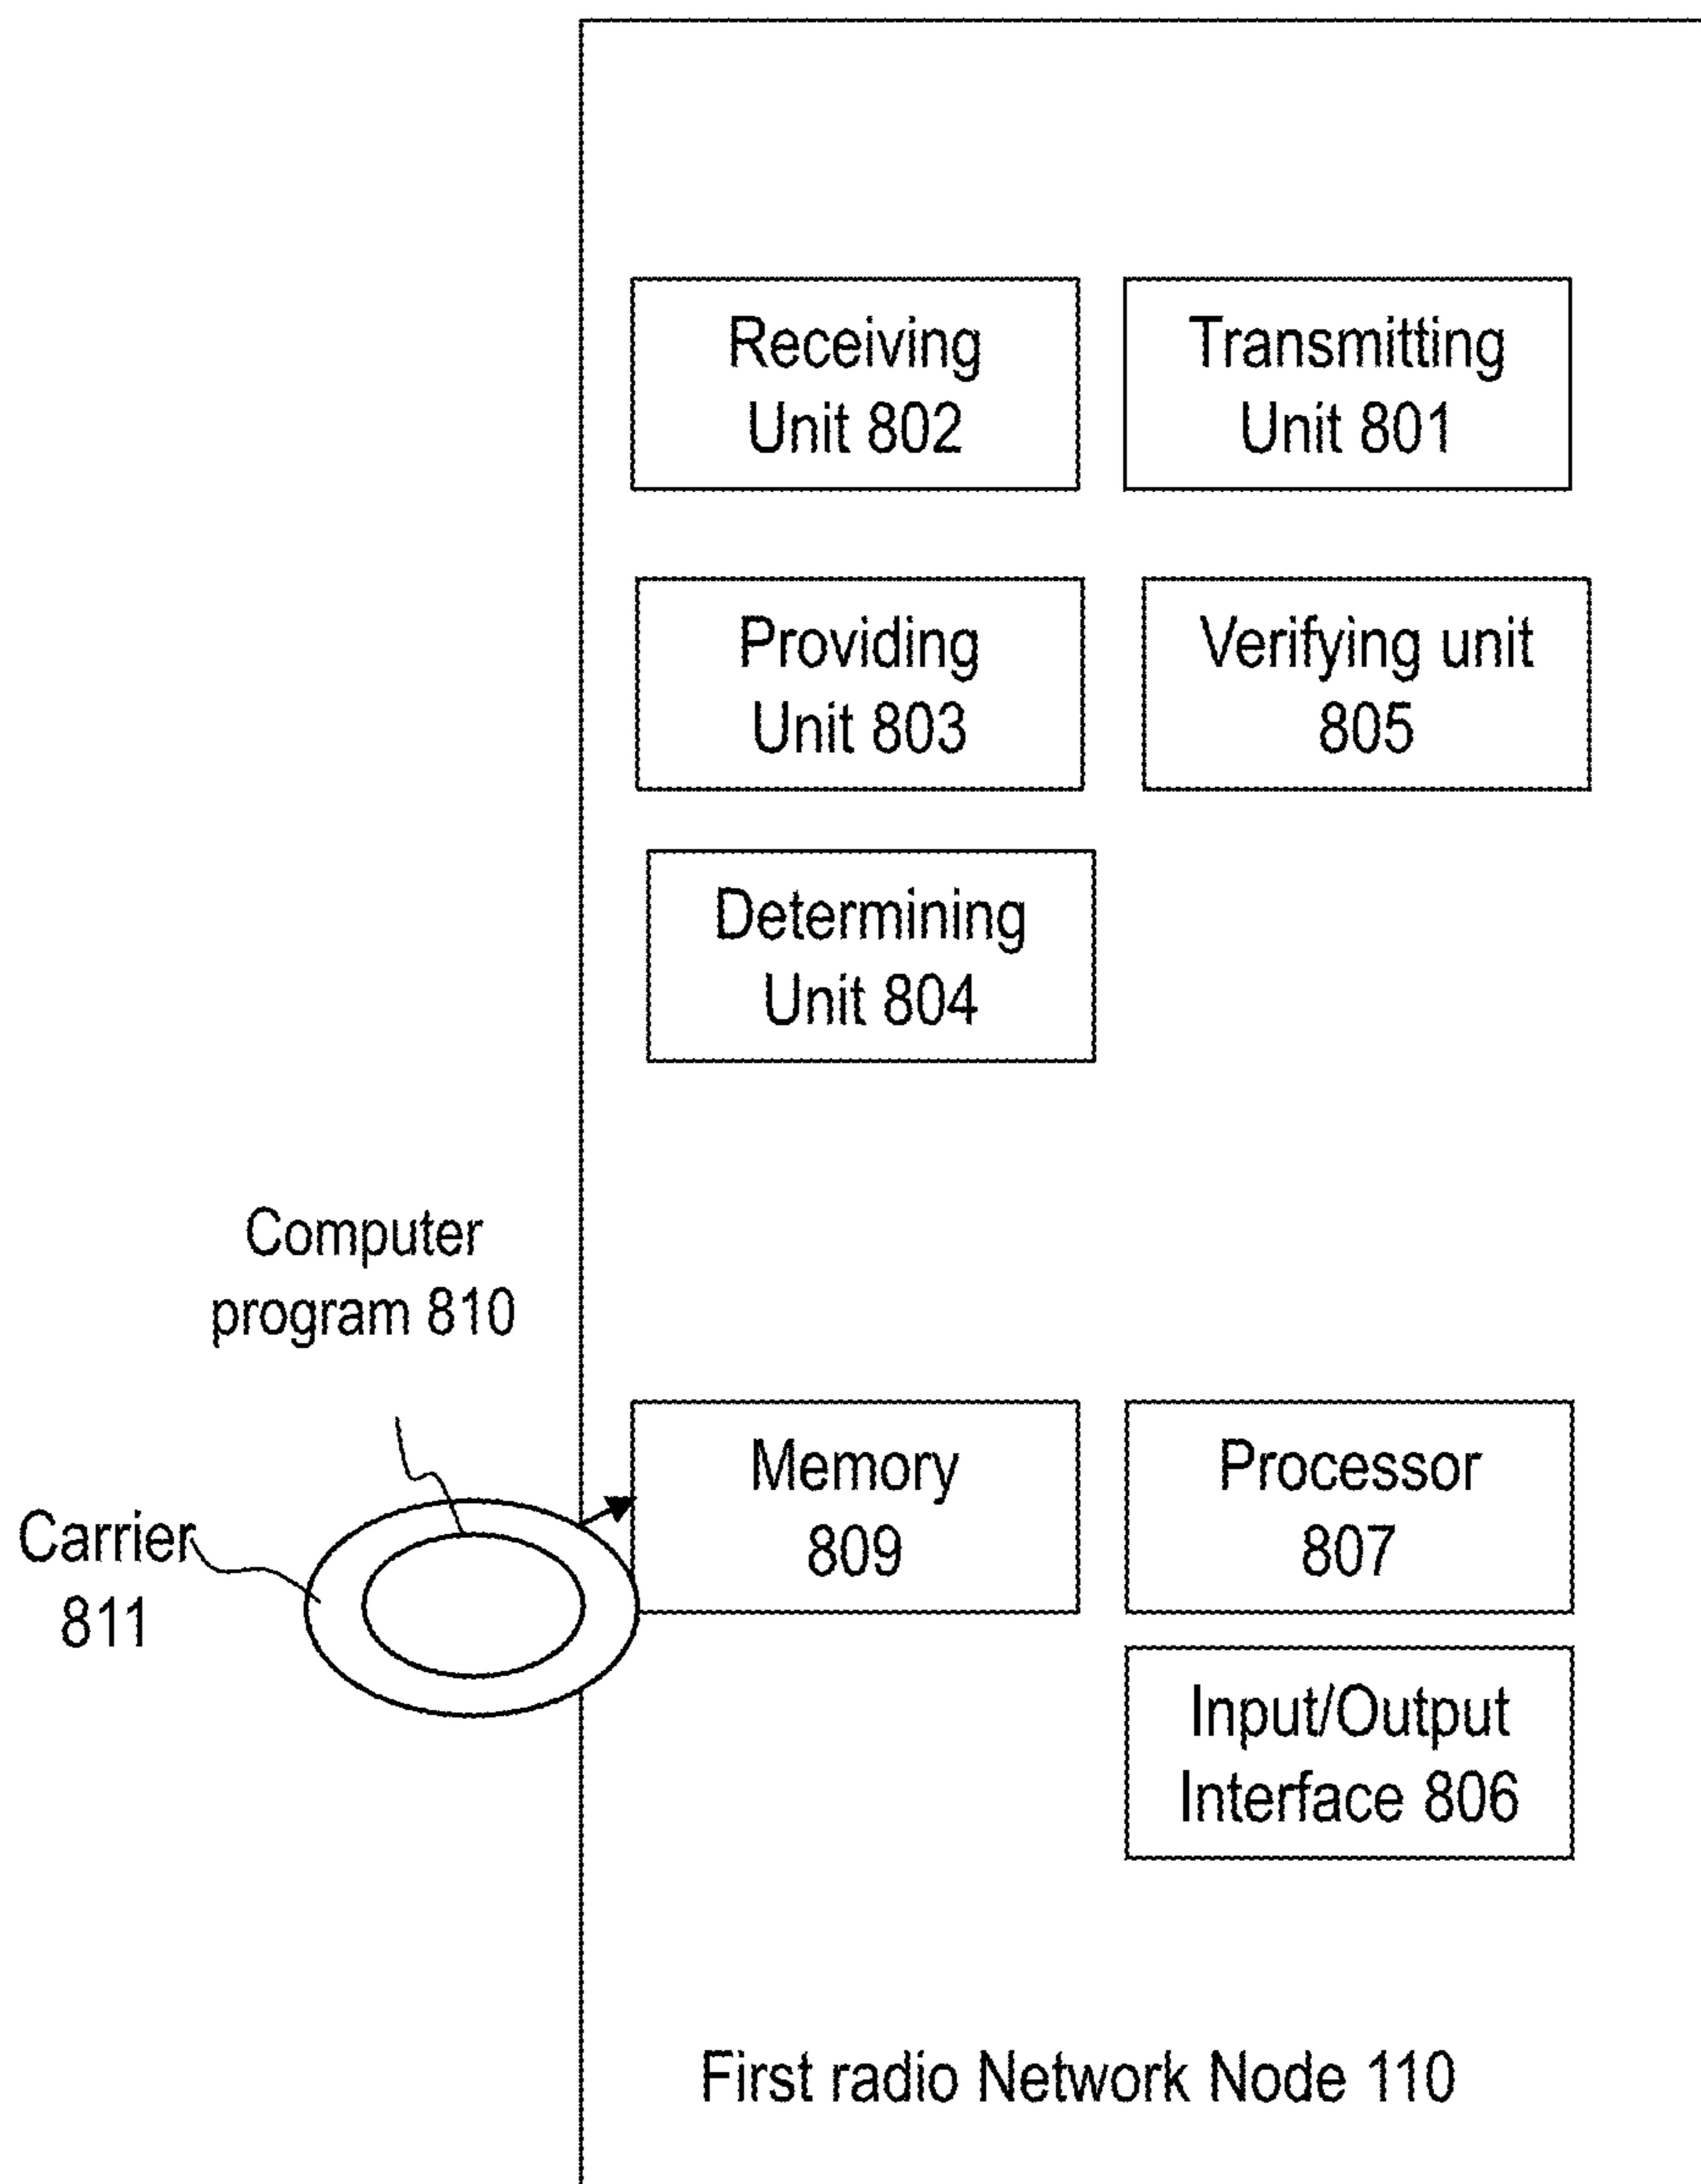 Receiving
Unit 802
Transmitting
Unit 801
Providing
Unit 803
Verifying unit
805
Determining
Unit 804
Computer
program 810
Carrier
811
Memory
809
Processor
807
Input/Output
Interface 806
First radio Network Node 110